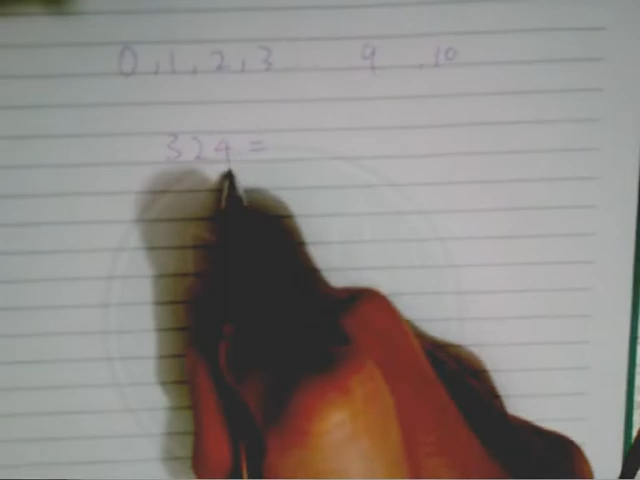 0, 1, 2, 3 .. 9, 10
324 =